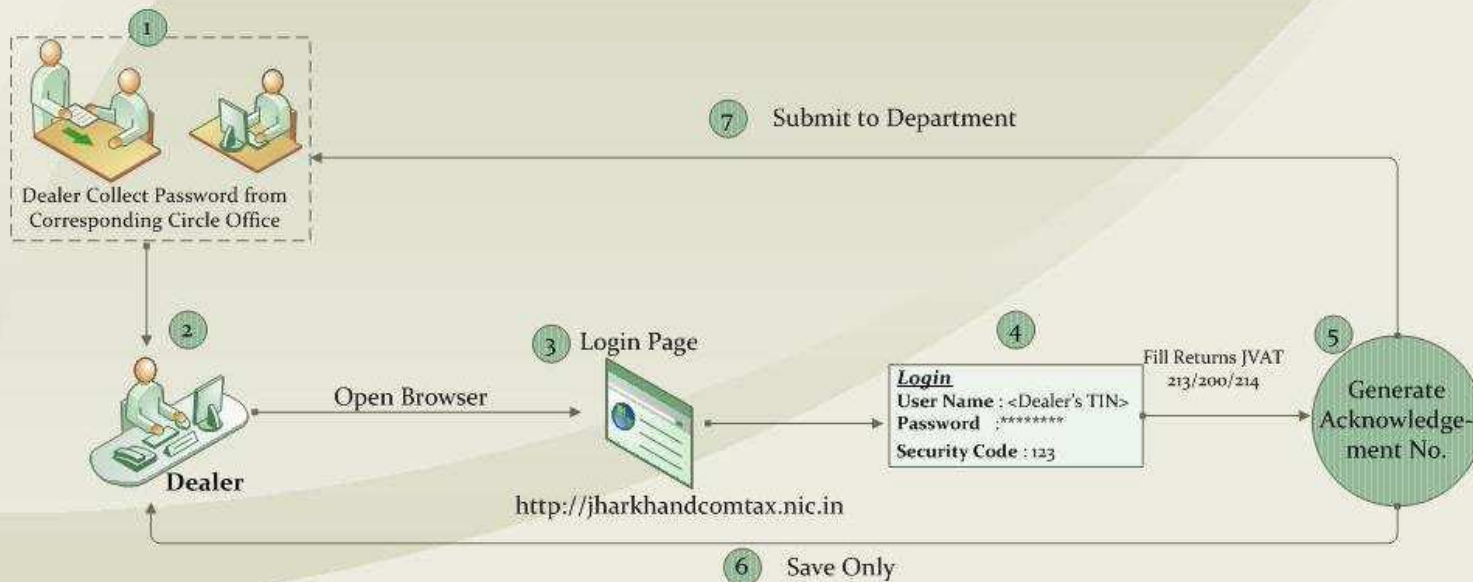 1
Dealer Collect Password from
Corresponding Circle Office
7 Submit to Department
2
Dealer
Open Browser
3 Login Page
http://jharkhandcomtax.nic.in
4
Login
User Name : <Dealer's TIN>
Password :********
Security Code : 123
Fill Returns JVAT
213/200/214
5
Generate
Acknowledge-
ment No.
6 Save Only